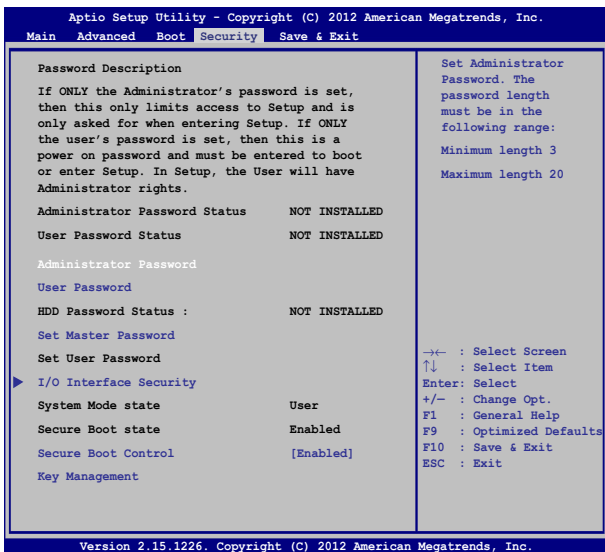 Aptio Setup Utility - Copyright (C) 2012 American Megatrends, Inc.
Main Advanced Boot Security Save & Exit
Password Description
If ONLY the Administrator's password is set,
then this only limits access to Setup and is
only asked for when entering Setup. If ONLY
the user's password is set, then this is a
power on password and must be entered to boot
or enter Setup. In Setup, the User will have
Administrator rights.
Administrator Password Status NOT INSTALLED
User Password Status NOT INSTALLED
Administrator Password
User Password
HDD Password Status : NOT INSTALLED
Set Master Password
Set User Password
I/O Interface Security
System Mode state User
Secure Boot state Enabled
Secure Boot Control [Enabled]
Key Management
Set Administrator
Password. The
password length
must be in the
following range:
Minimum length 3
Maximum length 20
→← : Select Screen
↑↓ : Select Item
Enter: Select
+/— : Change Opt.
F1 : General Help
F9 : Optimized Defaults
F10 : Save & Exit
ESC : Exit
Version 2.15.1226. Copyright (C) 2012 American Megatrends, Inc.